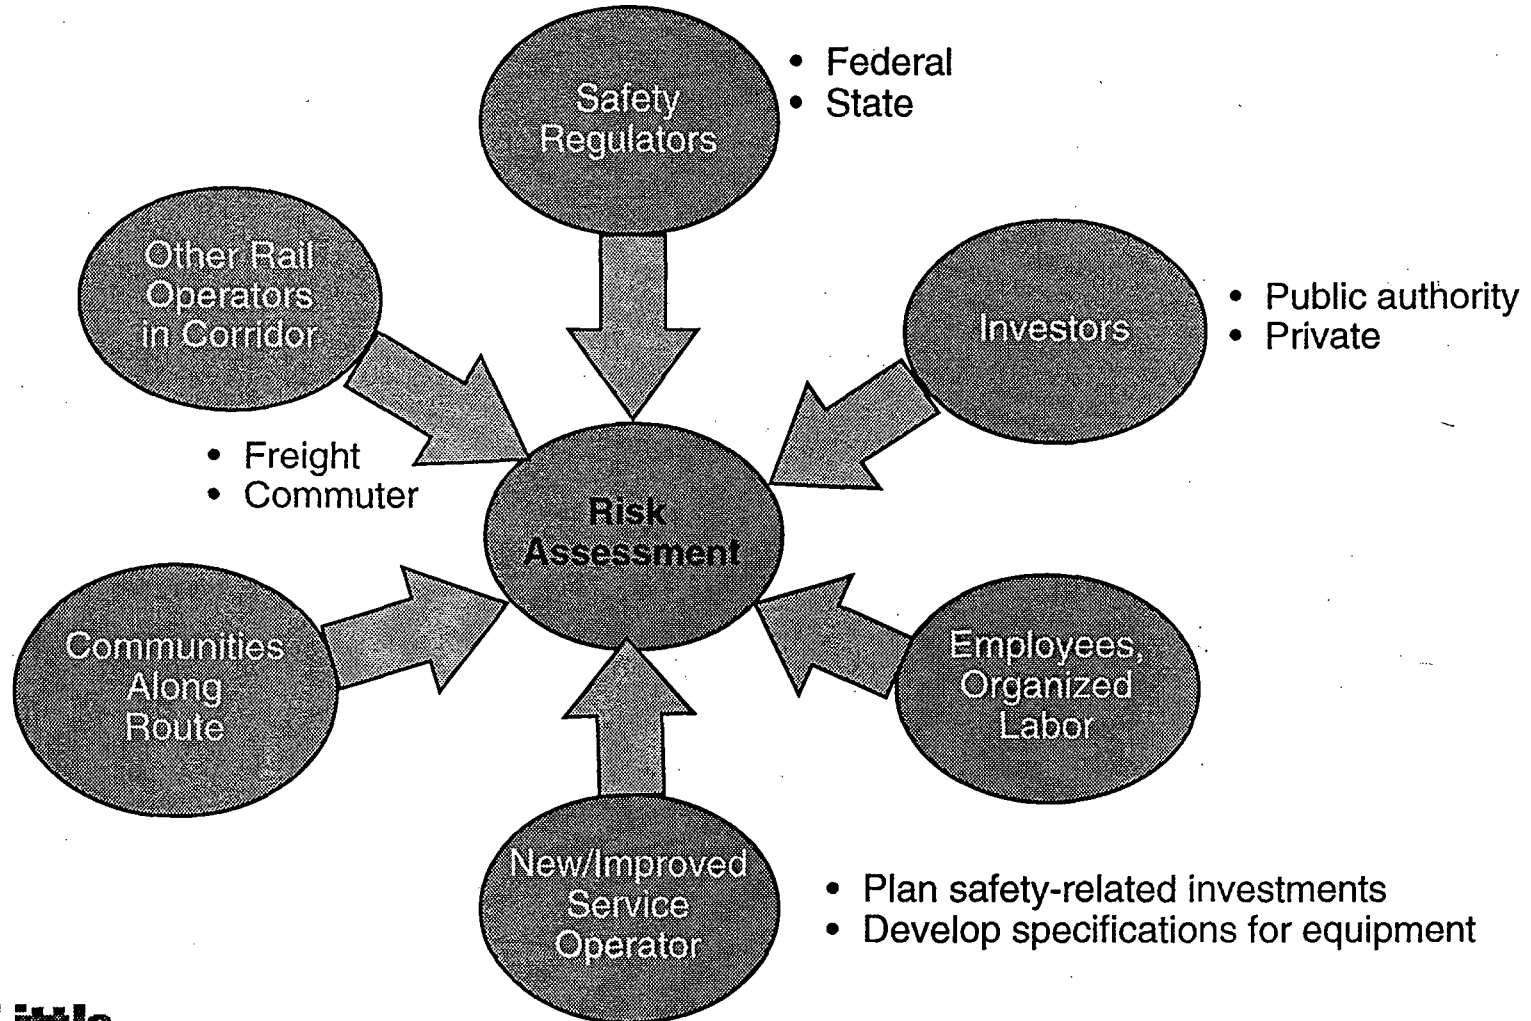 Safety
Regulators
• Federal
• State
Other Rail
Operators
in Corridor
• Freight
• Commuter
Investors
• Public authority
• Private
Risk
Assessment
Communities
Along
Route
Employees,
Organized
Labor
New/Improved
Service
Operator
• Plan safety-related investments
• Develop specifications for equipment